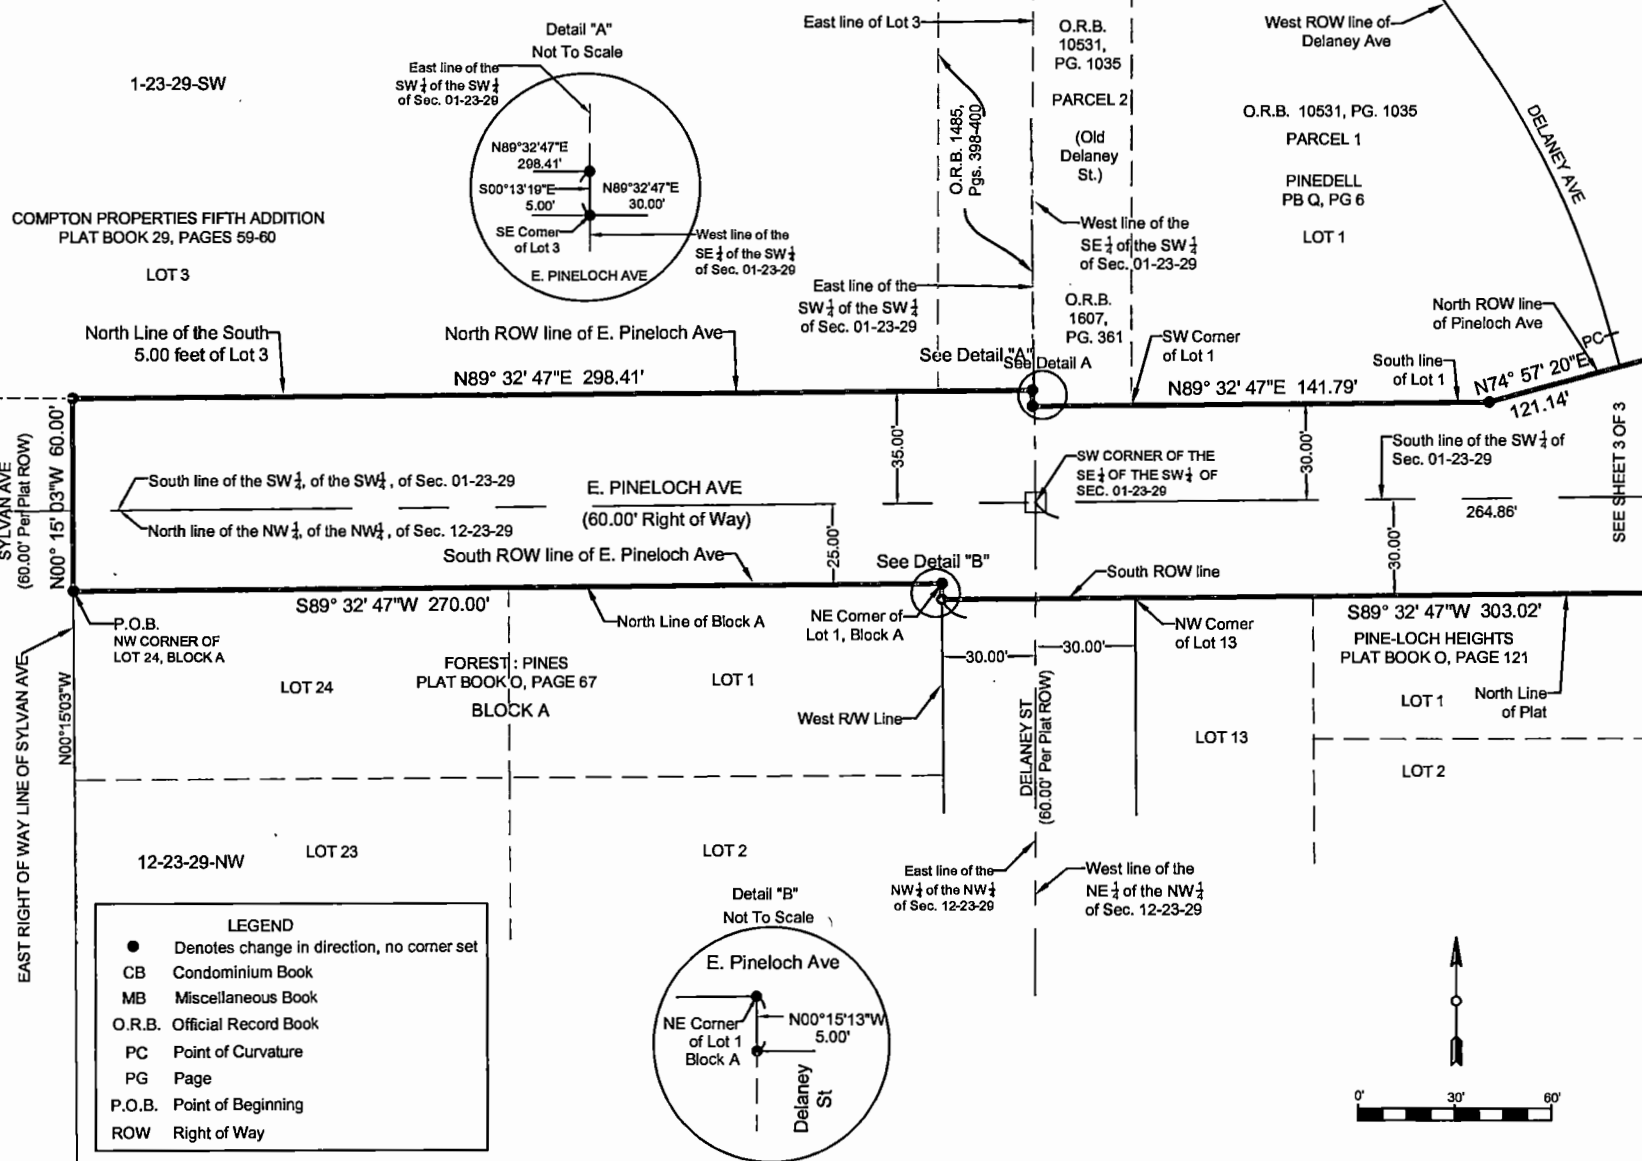 1-23-29-SW
COMPTON PROPERTIES FIFTH ADDITION
PLAT BOOK 29, PAGES 59-60
LOT 3
Detail "A"
Not To Scale
East line of the
SW ¼ of the SW ¼
of Sec. 01-23-29
N89°32'47"E
298.41'
S00°13'19"E
5.00'
N89°32'47"E
30.00'
SE Corner
of Lot 3
West line of the
SE ¼ of the SW ¼
of Sec. 01-23-29
E. PINELOCH AVE
East line of Lot 3
O.R.B.
10531,
PG. 1035
PARCEL 2
(Old
Delaney
St.)
O.R.B. 1485,
Pgs. 398-400
West line of the
SE ¼ of the SW ¼
of Sec. 01-23-29
East line of the
SW ¼ of the SW ¼
of Sec. 01-23-29
O.R.B.
1607,
PG. 361
West ROW line of
Delaney Ave
O.R.B. 10531, PG. 1035
PARCEL 1
PINEDELL
PB Q, PG 6
LOT 1
DELANEY AVE
North ROW line
of Pineloch Ave
PC
North Line of the South
5.00 feet of Lot 3
North ROW line of E. Pineloch Ave
See Detail "A"
See Detail A
SW Corner
of Lot 1
South line
of Lot 1
N89° 32' 47"E 298.41'
N89° 32' 47"E 141.79'
N74° 57' 20"E
121.14'
SYLVAN AVE
(60.00' Per Plat ROW)
N00° 15' 03"W 60.00'
35.00'
30.00'
South line of the SW ¼, of the SW ¼, of Sec. 01-23-29
North line of the NW ¼, of the NW ¼, of Sec. 12-23-29
E. PINELOCH AVE
(60.00' Right of Way)
SW CORNER OF THE
SE ¼ OF THE SW ¼ OF
SEC. 01-23-29
South line of the SW ¼ of
Sec. 01-23-29
264.86'
SEE SHEET 3 OF 3
25.00'
30.00'
South ROW line of E. Pineloch Ave
See Detail "B"
South ROW line
S89° 32' 47"W 270.00'
S89° 32' 47"W 303.02'
P.O.B.
NW CORNER OF
LOT 24, BLOCK A
North Line of Block A
NE Corner of
Lot 1, Block A
NW Corner
of Lot 13
30.00'
30.00'
PINE-LOCH HEIGHTS
PLAT BOOK O, PAGE 121
LOT 1
North Line
of Plat
FOREST : PINES
PLAT BOOK O, PAGE 67
BLOCK A
LOT 24
LOT 1
West R/W Line
DELANEY ST
(60.00' Per Plat ROW)
LOT 13
LOT 2
EAST RIGHT OF WAY LINE OF SYLVAN AVE
N00°15'03"W
12-23-29-NW
LOT 23
LOT 2
East line of the
NW ¼ of the NW ¼
of Sec. 12-23-29
West line of the
NE ¼ of the NW ¼
of Sec. 12-23-29
Detail "B"
Not To Scale
E. Pineloch Ave
NE Corner
of Lot 1
Block A
N00°15'13"W
5.00'
Delaney
St
LEGEND
● Denotes change in direction, no corner set
CB Condominium Book
MB Miscellaneous Book
O.R.B. Official Record Book
PC Point of Curvature
PG Page
P.O.B. Point of Beginning
ROW Right of Way
0' 30' 60'